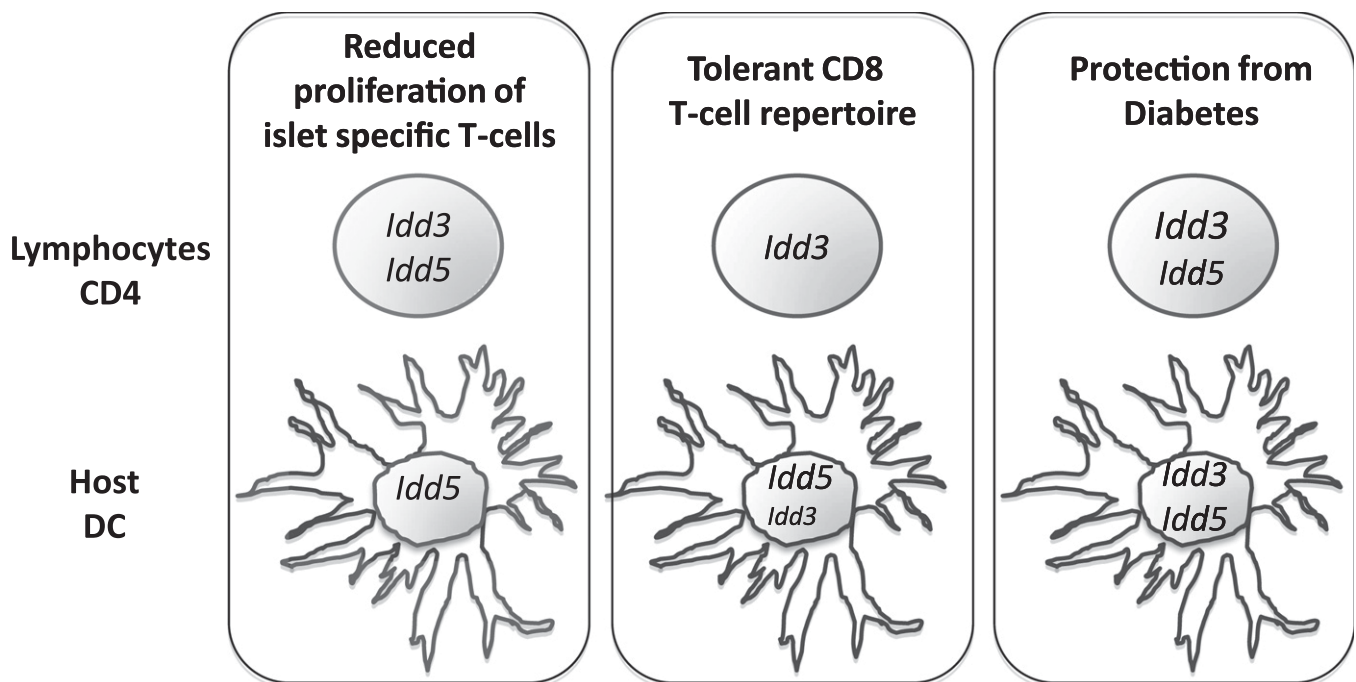 Reduced
proliferation of
islet specific T-cells
Tolerant CD8
T-cell repertoire
Protection from
Diabetes
Lymphocytes
CD4
Idd3
Idd5
Idd3
Idd3
Idd5
Host
DC
Idd5
Idd5
Idd3
Idd3
Idd5